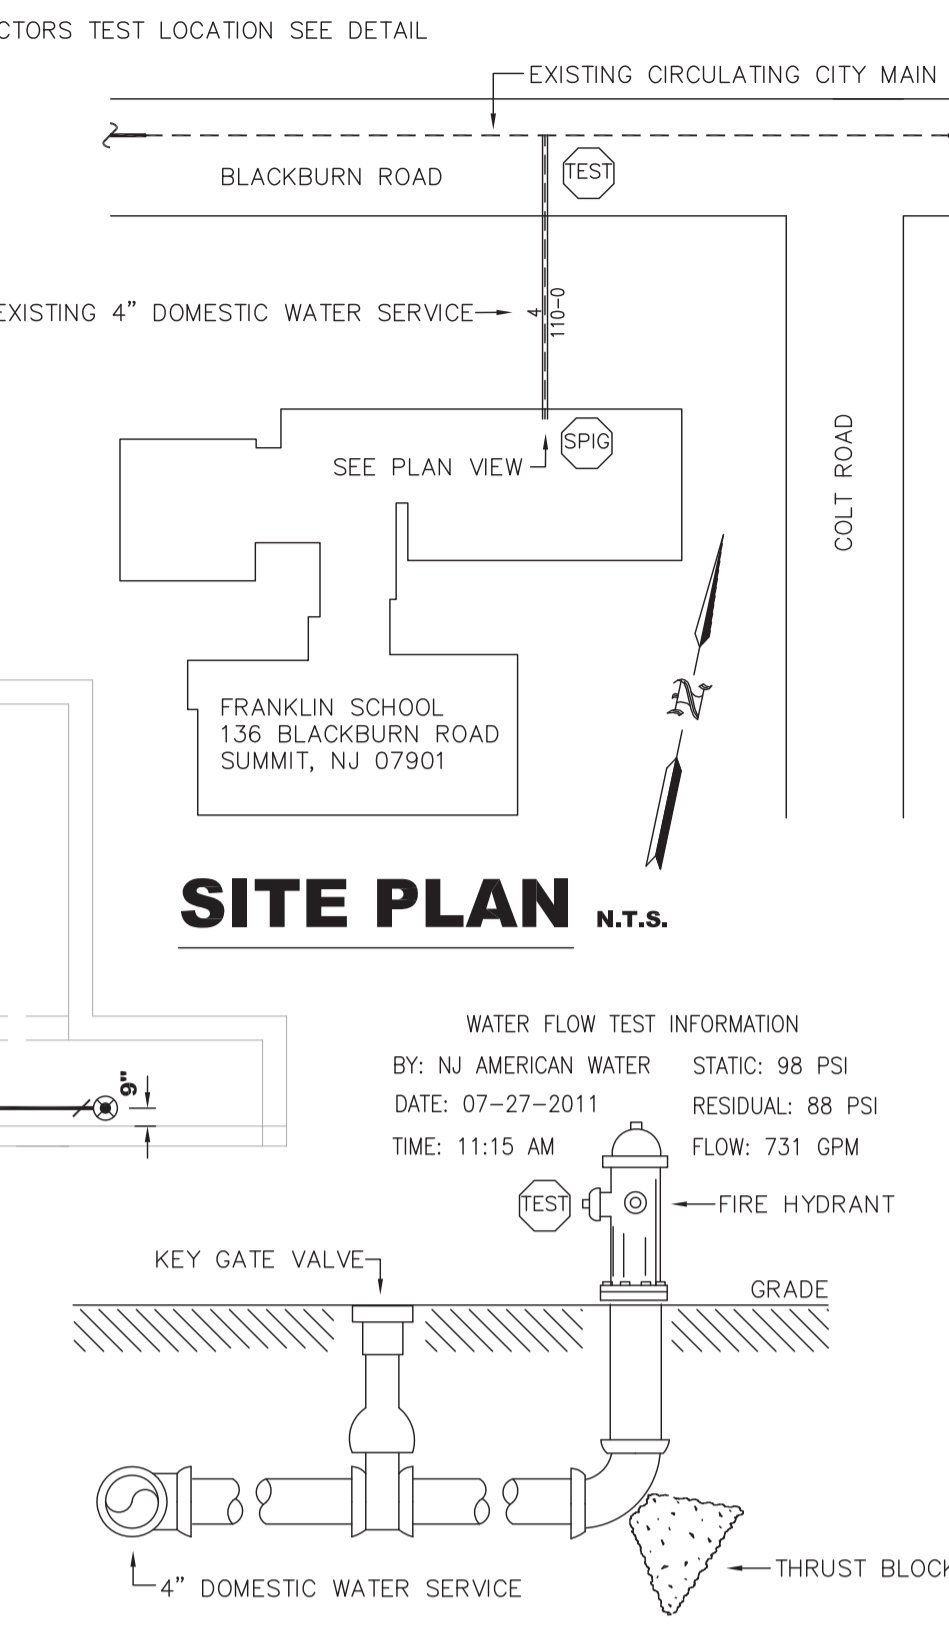 CTORS TEST LOCATION SEE DETAIL
EXISTING CIRCULATING CITY MAIN
BLACKBURN ROAD
TEST
EXISTING 4” DOMESTIC WATER SERVICE
4
110-0
SPIG
SEE PLAN VIEW
COLT ROAD
N
FRANKLIN SCHOOL
136 BLACKBURN ROAD
SUMMIT, NJ 07901
SITE PLAN N.T.S.
WATER FLOW TEST INFORMATION
BY: NJ AMERICAN WATER STATIC: 98 PSI
DATE: 07-27-2011 RESIDUAL: 88 PSI
TIME: 11:15 AM FLOW: 731 GPM
9"
TEST
FIRE HYDRANT
KEY GATE VALVE
GRADE
THRUST BLOCK
4” DOMESTIC WATER SERVICE